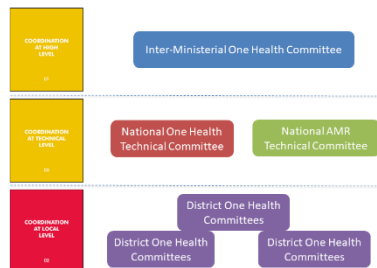 COORDINATION
AT HIGH
LEVEL
01
Inter-Ministerial One Health Committee
COORDINATION
AT TECHNICAL
LEVEL
National One Health
Technical Committee
National AMR
Technical Committee
COORDINATION
AT LOCAL
LEVEL
District One Health
Committees
District One Health
Committees
District One Health
Committees